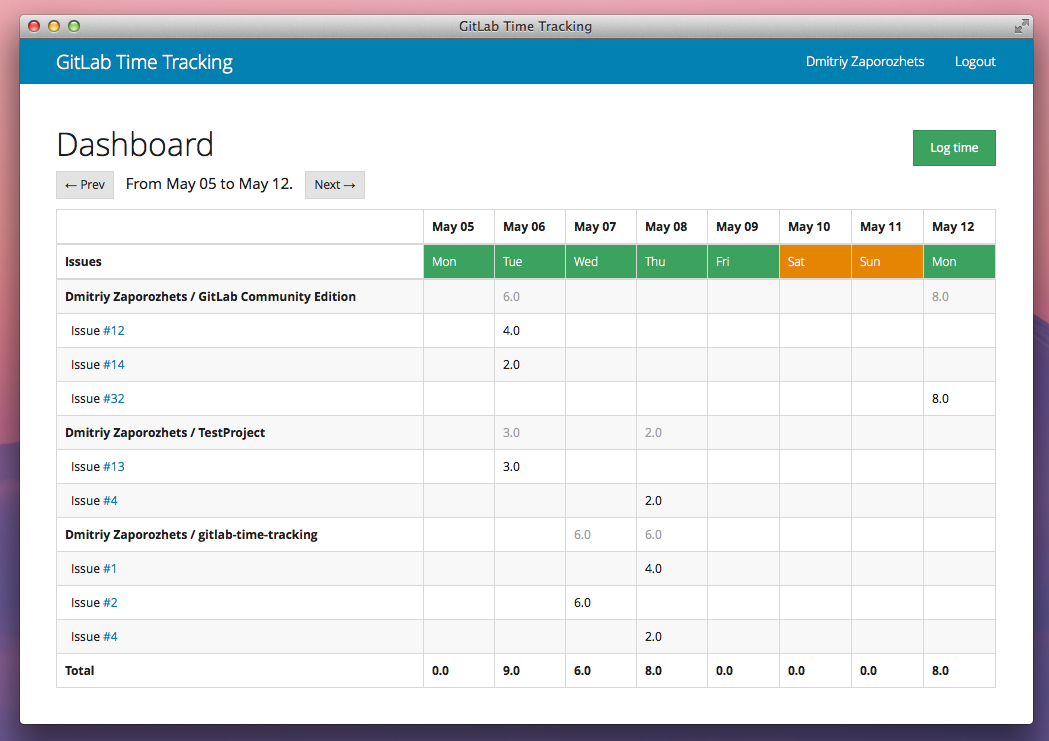 GitLab Time Tracking
GitLab Time Tracking Dmitriy Zaporozhets Logout
Dashboard Log time
← Prev From May 05 to May 12. Next →
May 05 May 06 May 07 May 08 May 09 May 10 May 11 May 12
Issues Mon Tue Wed Thu Fri Sat Sun Mon
Dmitriy Zaporozhets / GitLab Community Edition 6.0 8.0
Issue #12 4.0
Issue #14 2.0
Issue #32 8.0
Dmitriy Zaporozhets / TestProject 3.0 2.0
Issue #13 3.0
Issue #4 2.0
Dmitriy Zaporozhets / gitlab-time-tracking 6.0 6.0
Issue #1 4.0
Issue #2 6.0
Issue #4 2.0
Total 0.0 9.0 6.0 8.0 0.0 0.0 0.0 8.0